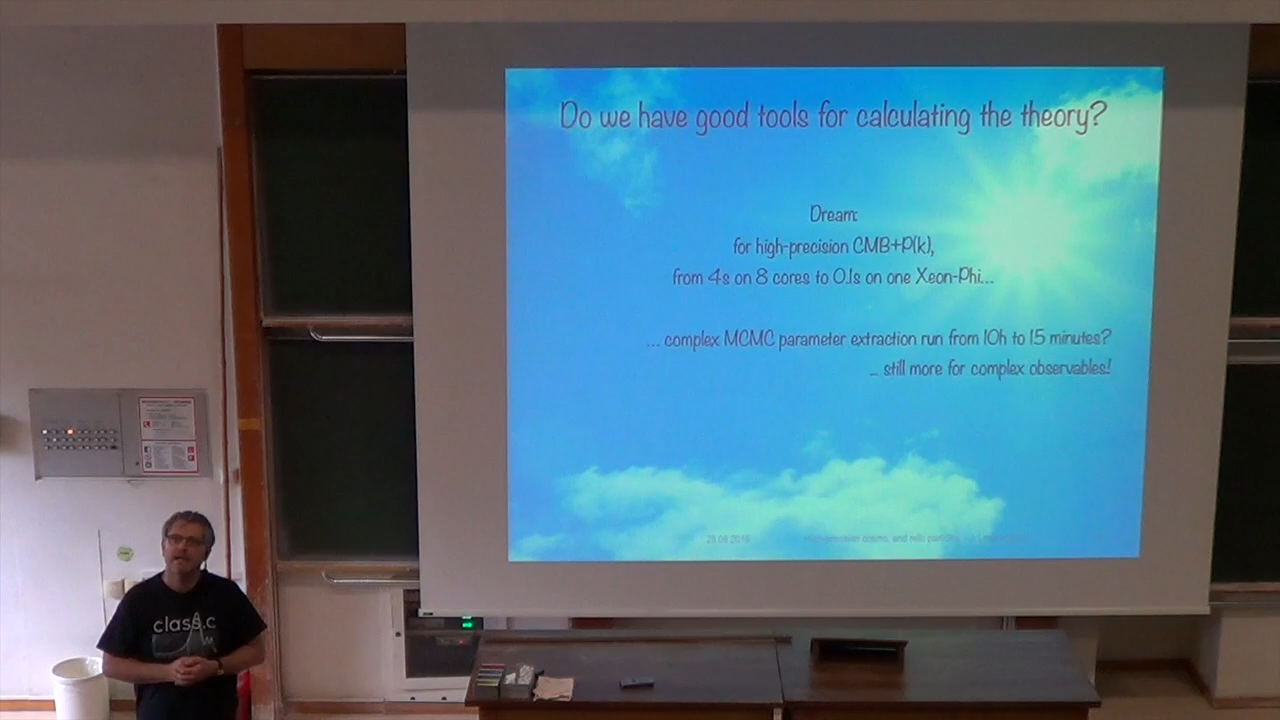 Do we have good tools for calculating the theory?
Dream:
for high-precision CMB+P(k),
from 4s on 8 cores to 0.1s on one Xeon-Phi...
... complex MCMC parameter extraction run from 10h to 15 minutes?
... still more for complex observables!
class.c